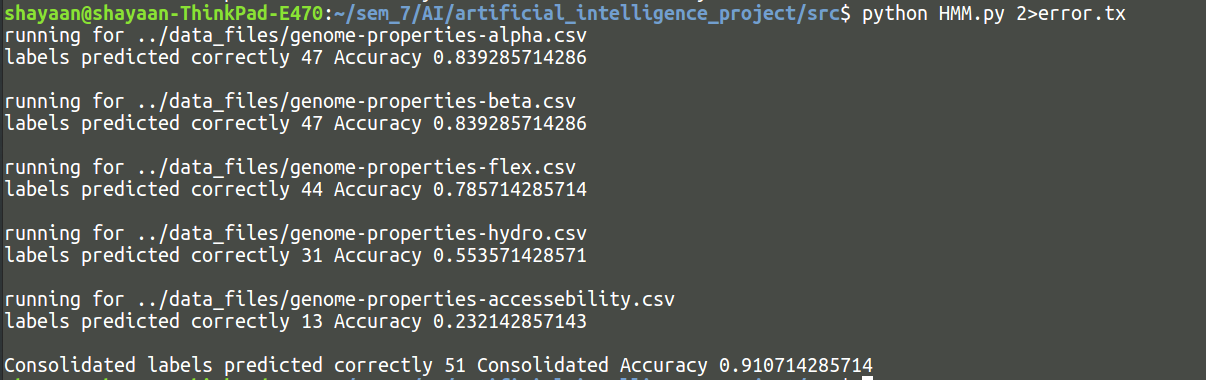 shayaan@shayaan-ThinkPad-E470:~/sem_7/AI/artificial_intelligence_project/src$ python HMM.py 2>error.tx
running for ../data_files/genome-properties-alpha.csv
labels predicted correctly 47 Accuracy 0.839285714286
running for ../data_files/genome-properties-beta.csv
labels predicted correctly 47 Accuracy 0.839285714286
running for ../data_files/genome-properties-flex.csv
labels predicted correctly 44 Accuracy 0.785714285714
running for ../data_files/genome-properties-hydro.csv
labels predicted correctly 31 Accuracy 0.553571428571
running for ../data_files/genome-properties-accessebility.csv
labels predicted correctly 13 Accuracy 0.232142857143
Consolidated labels predicted correctly 51 Consolidated Accuracy 0.910714285714